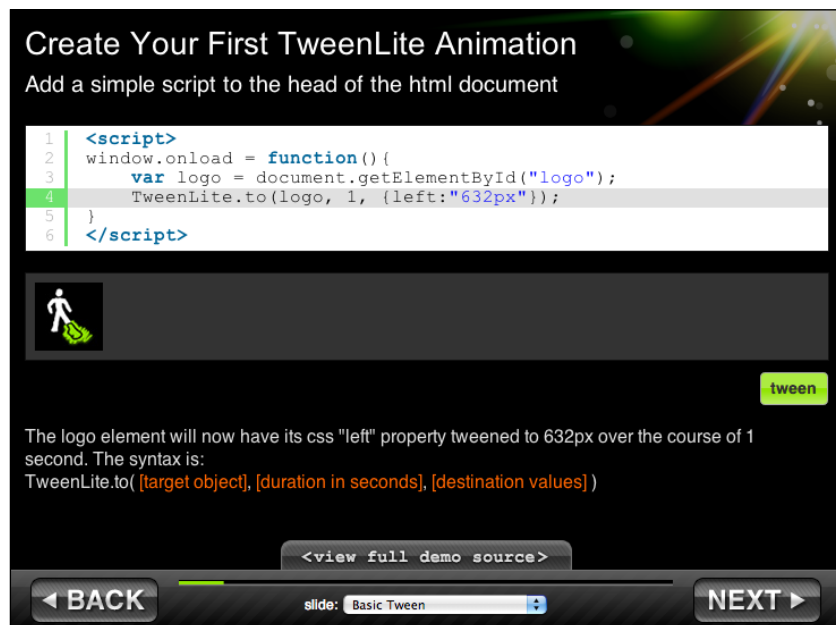 Create Your First TweenLite Animation
Add a simple script to the head of the html document
1 <script>
2 window.onload = function(){
3 var logo = document.getElementById("logo");
4 TweenLite.to(logo, 1, {left:"632px"});
5 }
6 </script>
tween
The logo element will now have its css "left" property tweened to 632px over the course of 1
second. The syntax is:
TweenLite.to( [target object], [duration in seconds], [destination values] )
<view full demo source>
BACK
slide: Basic Tween
NEXT